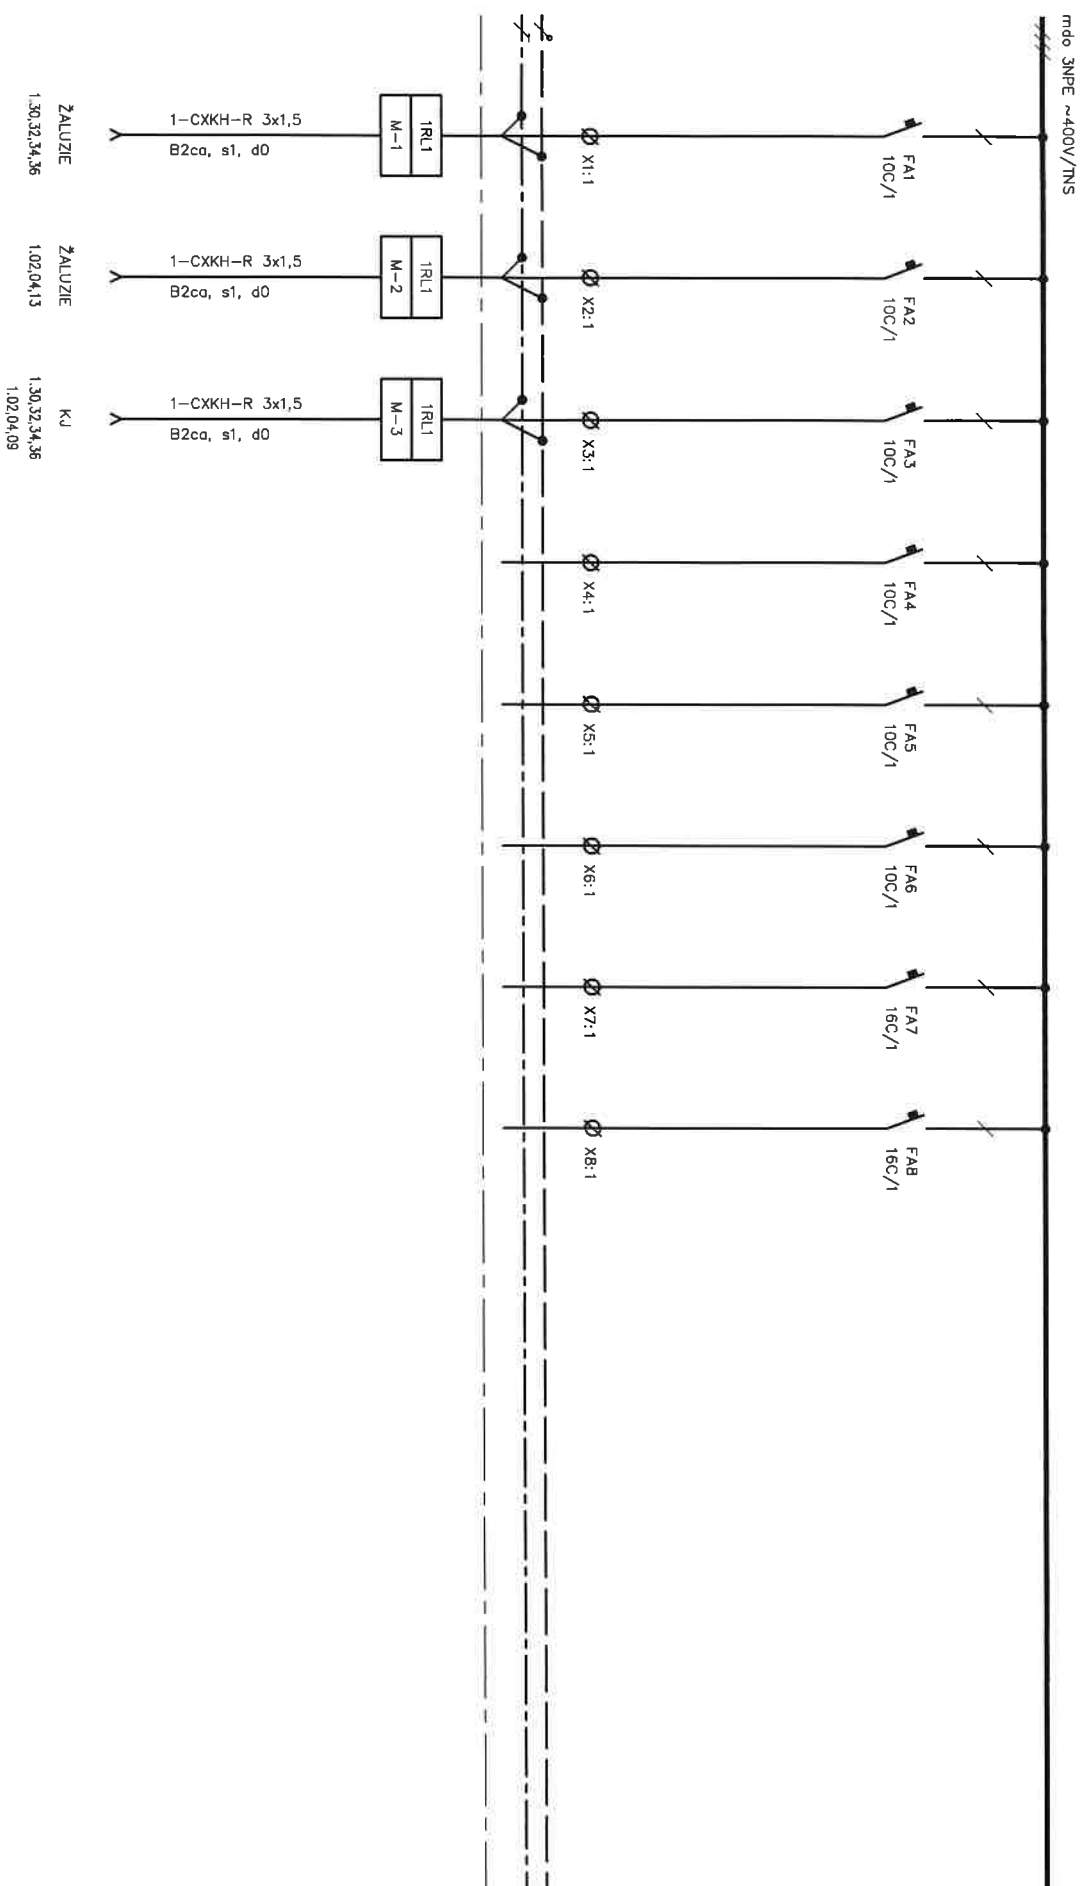 mdo 3NPE ~400V/TNS
FA1
10C/1
FA2
10C/1
FA3
10C/1
FA4
10C/1
FA5
10C/1
FA6
10C/1
FA7
16C/1
FA8
16C/1
X1:1
X2:1
X3:1
X4:1
X5:1
X6:1
X7:1
X8:1
1RL1
M-1
1RL1
M-2
1RL1
M-3
1-CXKH-R 3x1,5
B2ca, s1, d0
1-CXKH-R 3x1,5
B2ca, s1, d0
1-CXKH-R 3x1,5
B2ca, s1, d0
ŽALUZIE
1.30,32,34,36
ŽALUZIE
1.02,04,13
KJ
1.30,32,34,36
1.02,04,09